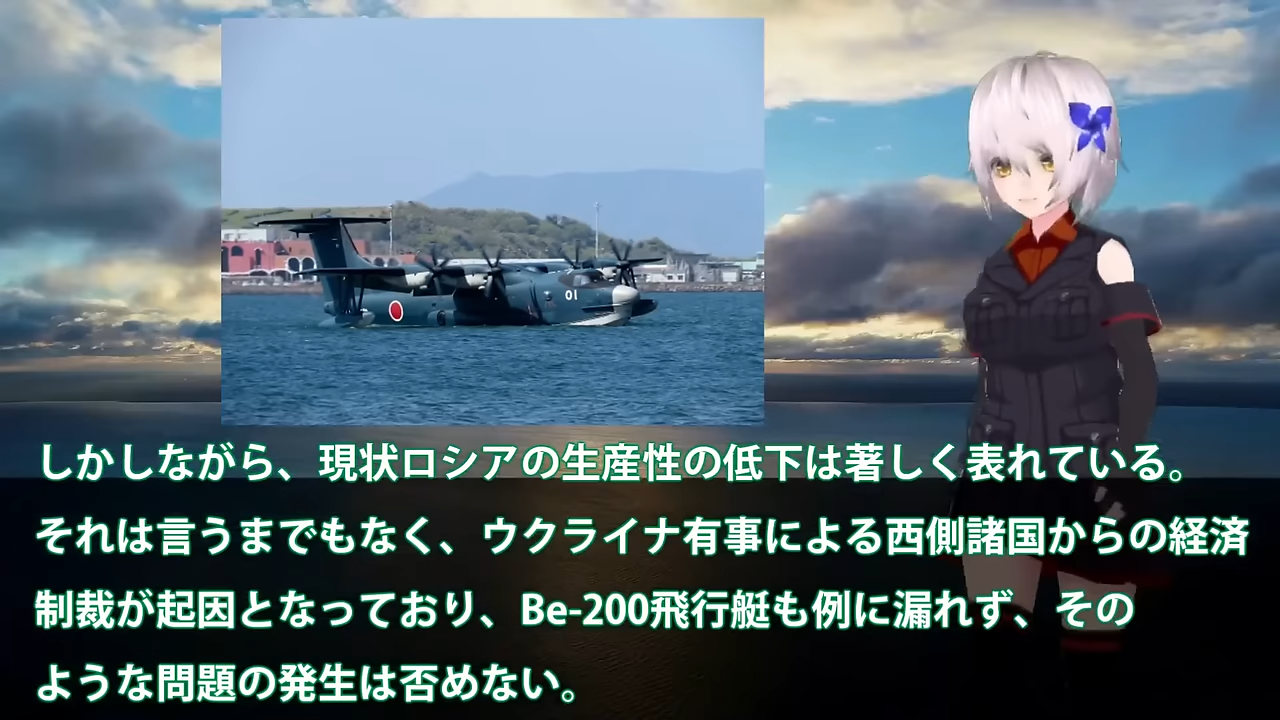 01
しかしながら、現状ロシアの生産性の低下は著しく表れている。
それは言うまでもなく、ウクライナ有事による西側諸国からの経済
制裁が起因となっており、Be-200飛行艇も例に漏れず、その
ような問題の発生は否めない。